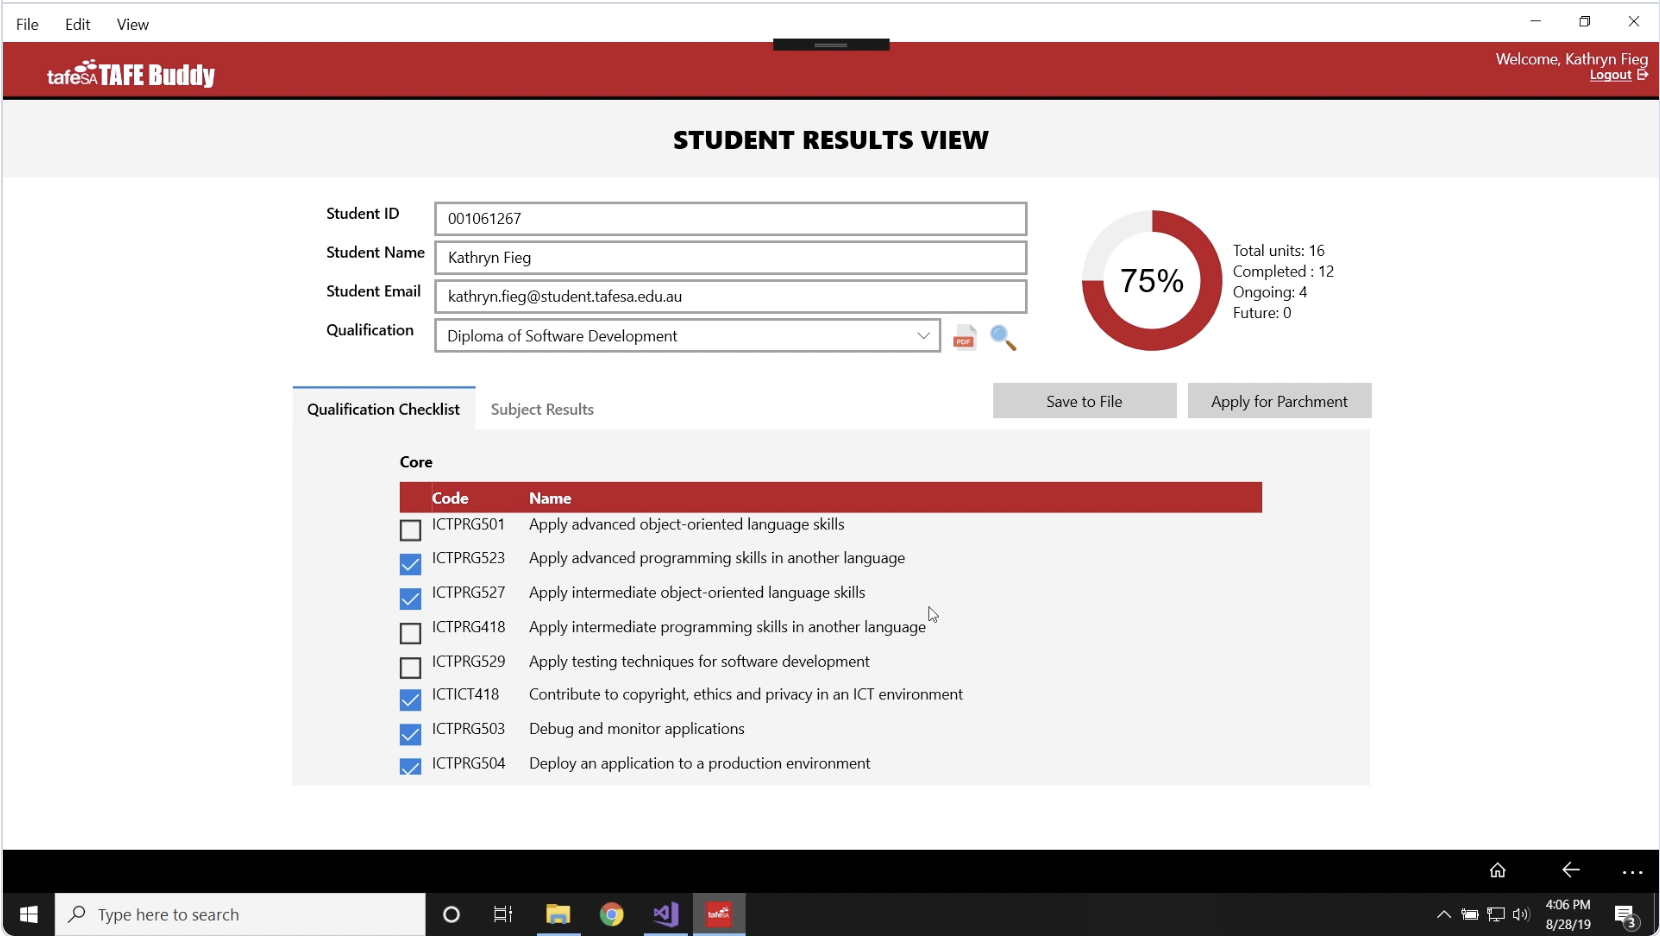 File Edit View
tafeSA TAFE Buddy
Welcome, Kathryn Fieg
Logout
STUDENT RESULTS VIEW
Student ID 001061267
Student Name Kathryn Fieg
Student Email kathryn.fieg@student.tafesa.edu.au
Qualification Diploma of Software Development
PDF
75%
Total units: 16
Completed : 12
Ongoing: 4
Future: 0
Qualification Checklist Subject Results
Save to File Apply for Parchment
Core
Code Name
ICTPRG501 Apply advanced object-oriented language skills
ICTPRG523 Apply advanced programming skills in another language
ICTPRG527 Apply intermediate object-oriented language skills
ICTPRG418 Apply intermediate programming skills in another language
ICTPRG529 Apply testing techniques for software development
ICTICT418 Contribute to copyright, ethics and privacy in an ICT environment
ICTPRG503 Debug and monitor applications
ICTPRG504 Deploy an application to a production environment
Type here to search
tafeSA
4:06 PM
8/28/19
3